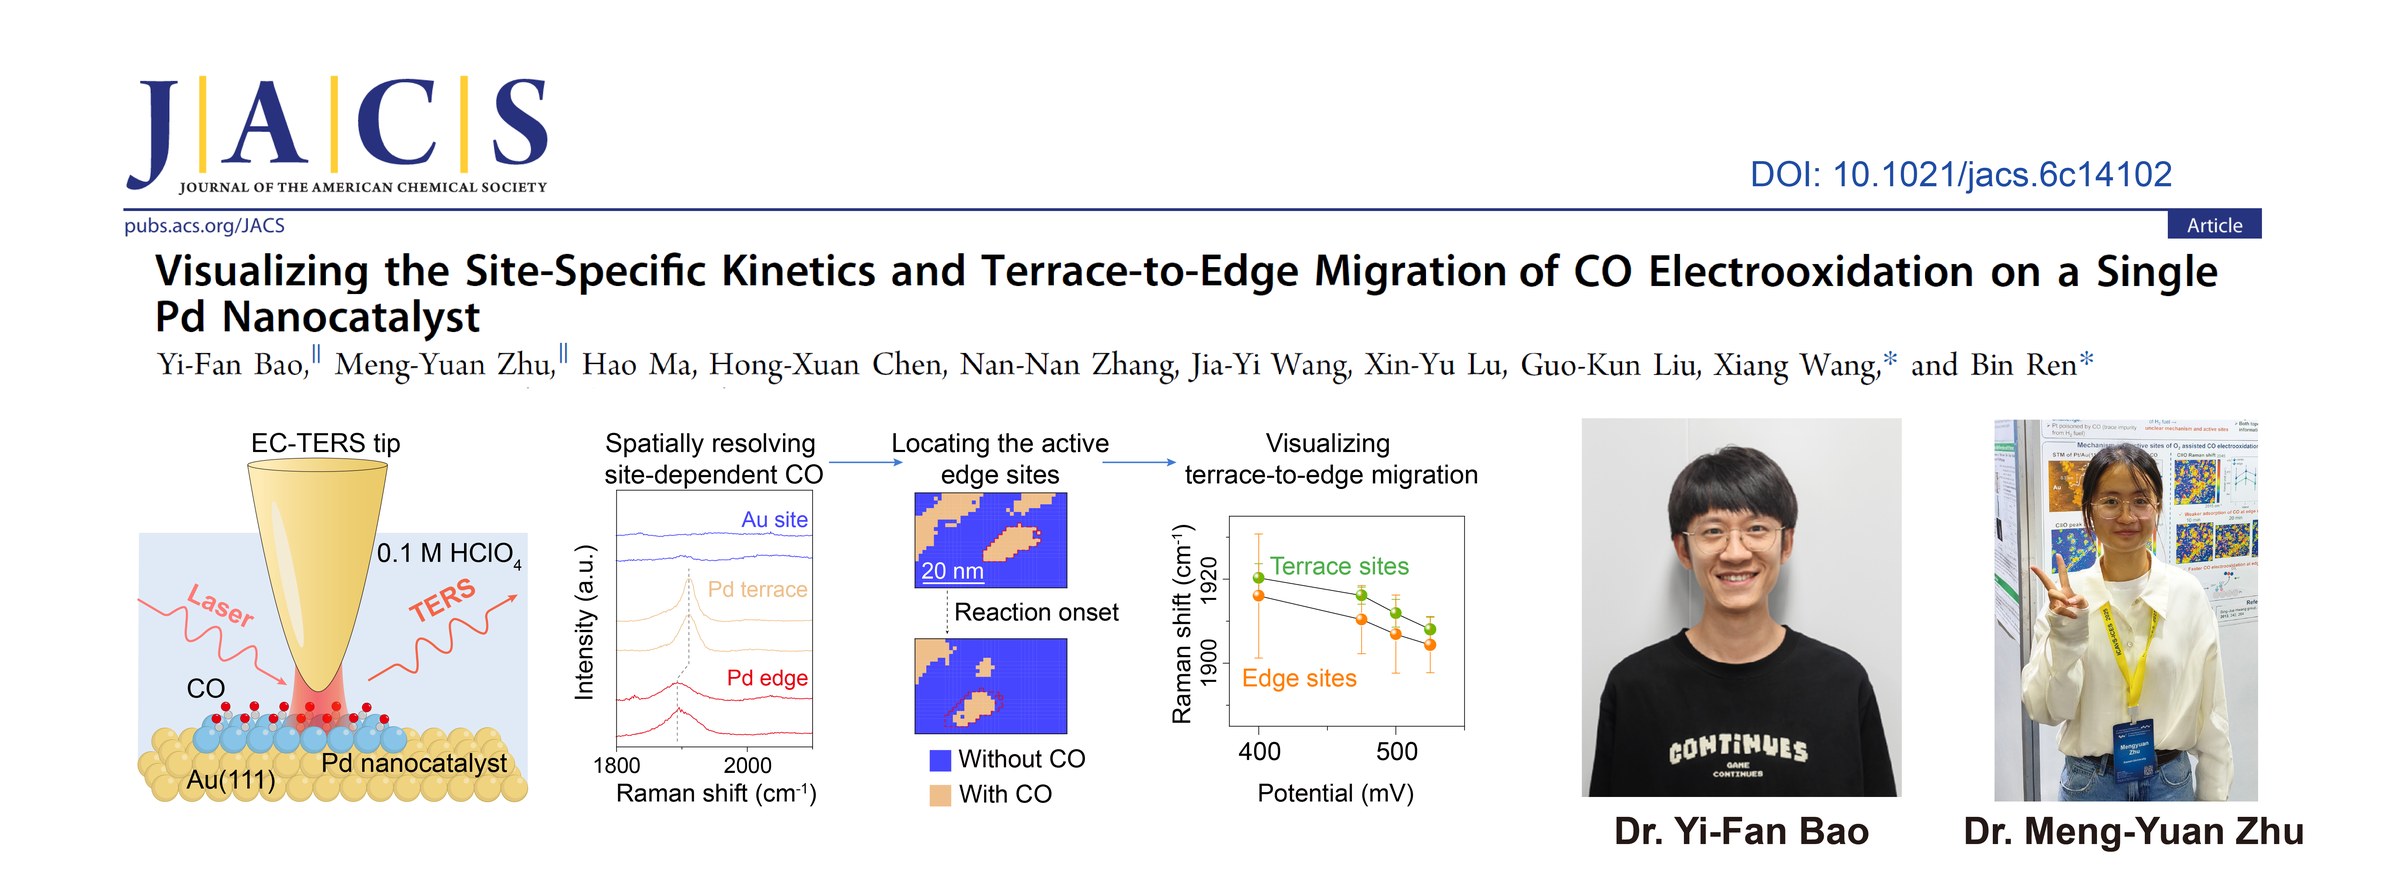 J|A|C|S
JOURNAL OF THE AMERICAN CHEMICAL SOCIETY
DOI: 10.1021/jacs.6c14102
pubs.acs.org/JACS
Article
Visualizing the Site-Specific Kinetics and Terrace-to-Edge Migration of CO Electrooxidation on a Single
Pd Nanocatalyst
Yi-Fan Bao,|| Meng-Yuan Zhu,|| Hao Ma, Hong-Xuan Chen, Nan-Nan Zhang, Jia-Yi Wang, Xin-Yu Lu, Guo-Kun Liu, Xiang Wang,* and Bin Ren*
EC-TERS tip
0.1 M HClO4
Laser
TERS
CO
Pd nanocatalyst
Au(111)
Spatially resolving
site-dependent CO
Intensity (a.u.)
Au site
Pd terrace
Pd edge
1800
2000
Raman shift (cm-1)
Locating the active
edge sites
20 nm
Reaction onset
Without CO
With CO
Visualizing
terrace-to-edge migration
Raman shift (cm-1)
1920
1900
Terrace sites
Edge sites
400
500
Potential (mV)
CONTINUES
GAME
CONTINUES
Mengyuan
Zhu
Dr. Yi-Fan Bao
Dr. Meng-Yuan Zhu